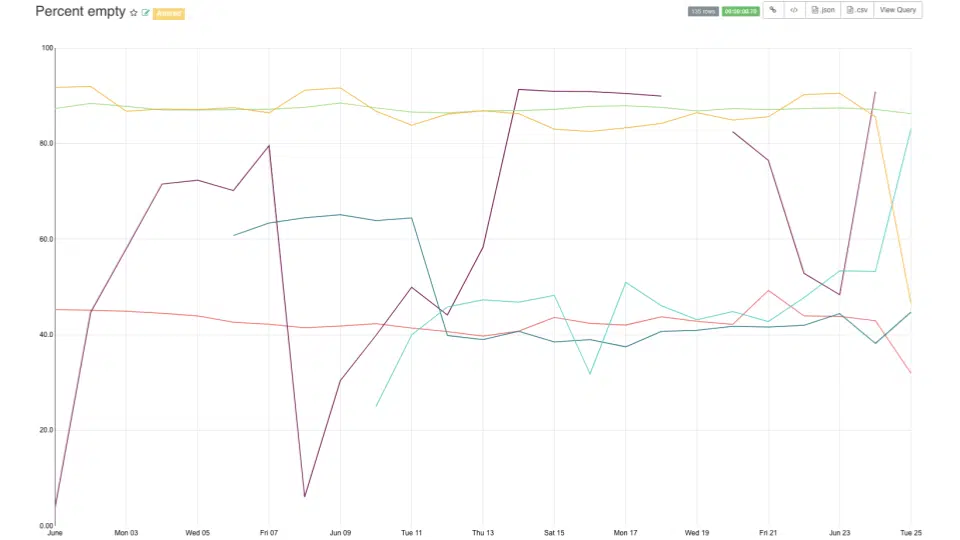 Percent empty
135 rows
.json
.csv
View Query
100
80.0
60.0
40.0
20.0
0.00
June
Mon 03
Wed 05
Fri 07
Jun 09
Tue 11
Thu 13
Sat 15
Mon 17
Wed 19
Fri 21
Jun 23
Tue 25